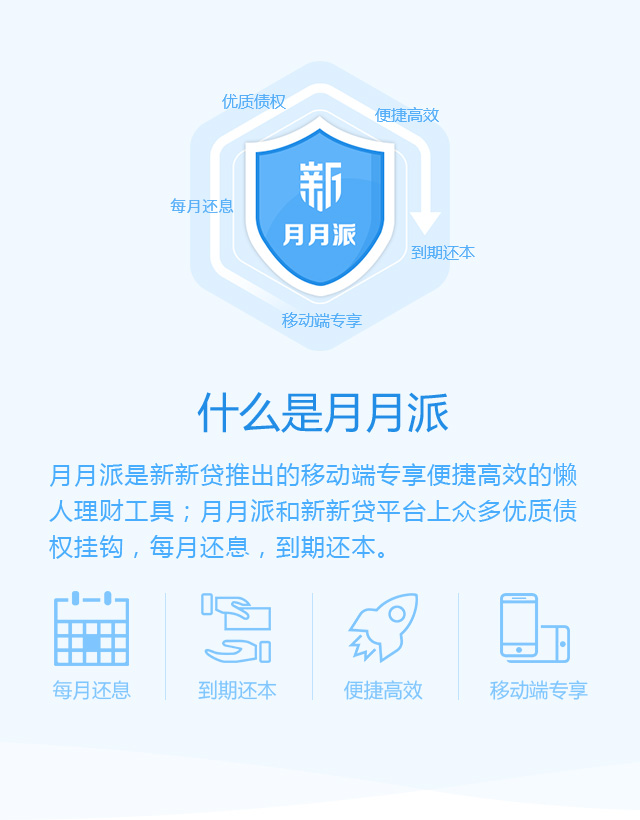 优质债权
便捷高效
新
每月还息
月月派
到期还本
移动端专享
什么是月月派
月月派是新新贷推出的移动端专享便捷高效的懒
人理财工具；月月派和新新贷平台上众多优质债
权挂钩，每月还息，到期还本。
每月还息
到期还本
便捷高效
移动端专享